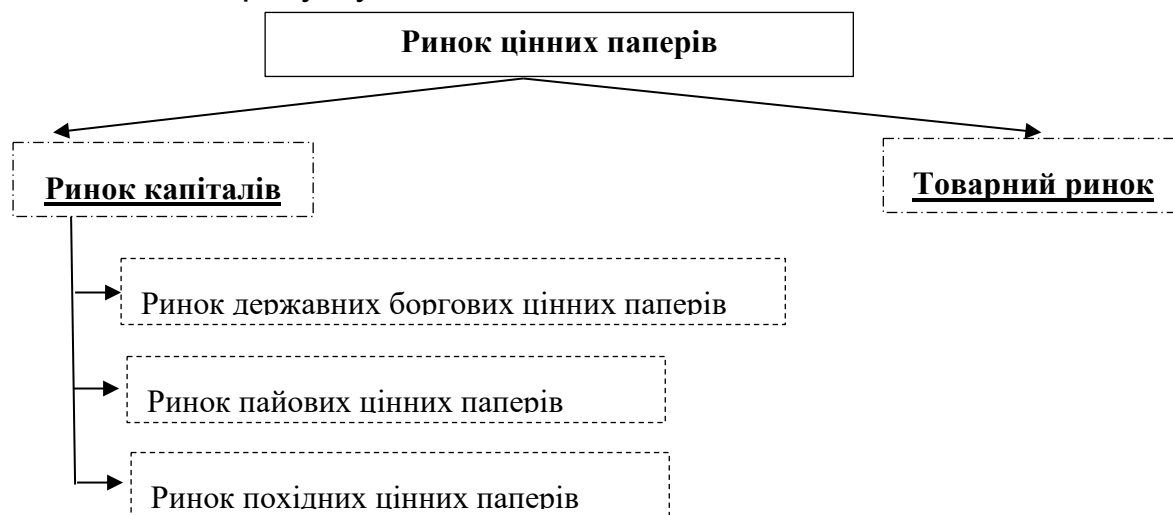 Ринок цінних паперів
Ринок капіталів
Товарний ринок
Ринок державних боргових цінних паперів
Ринок пайових цінних паперів
Ринок похідних цінних паперів